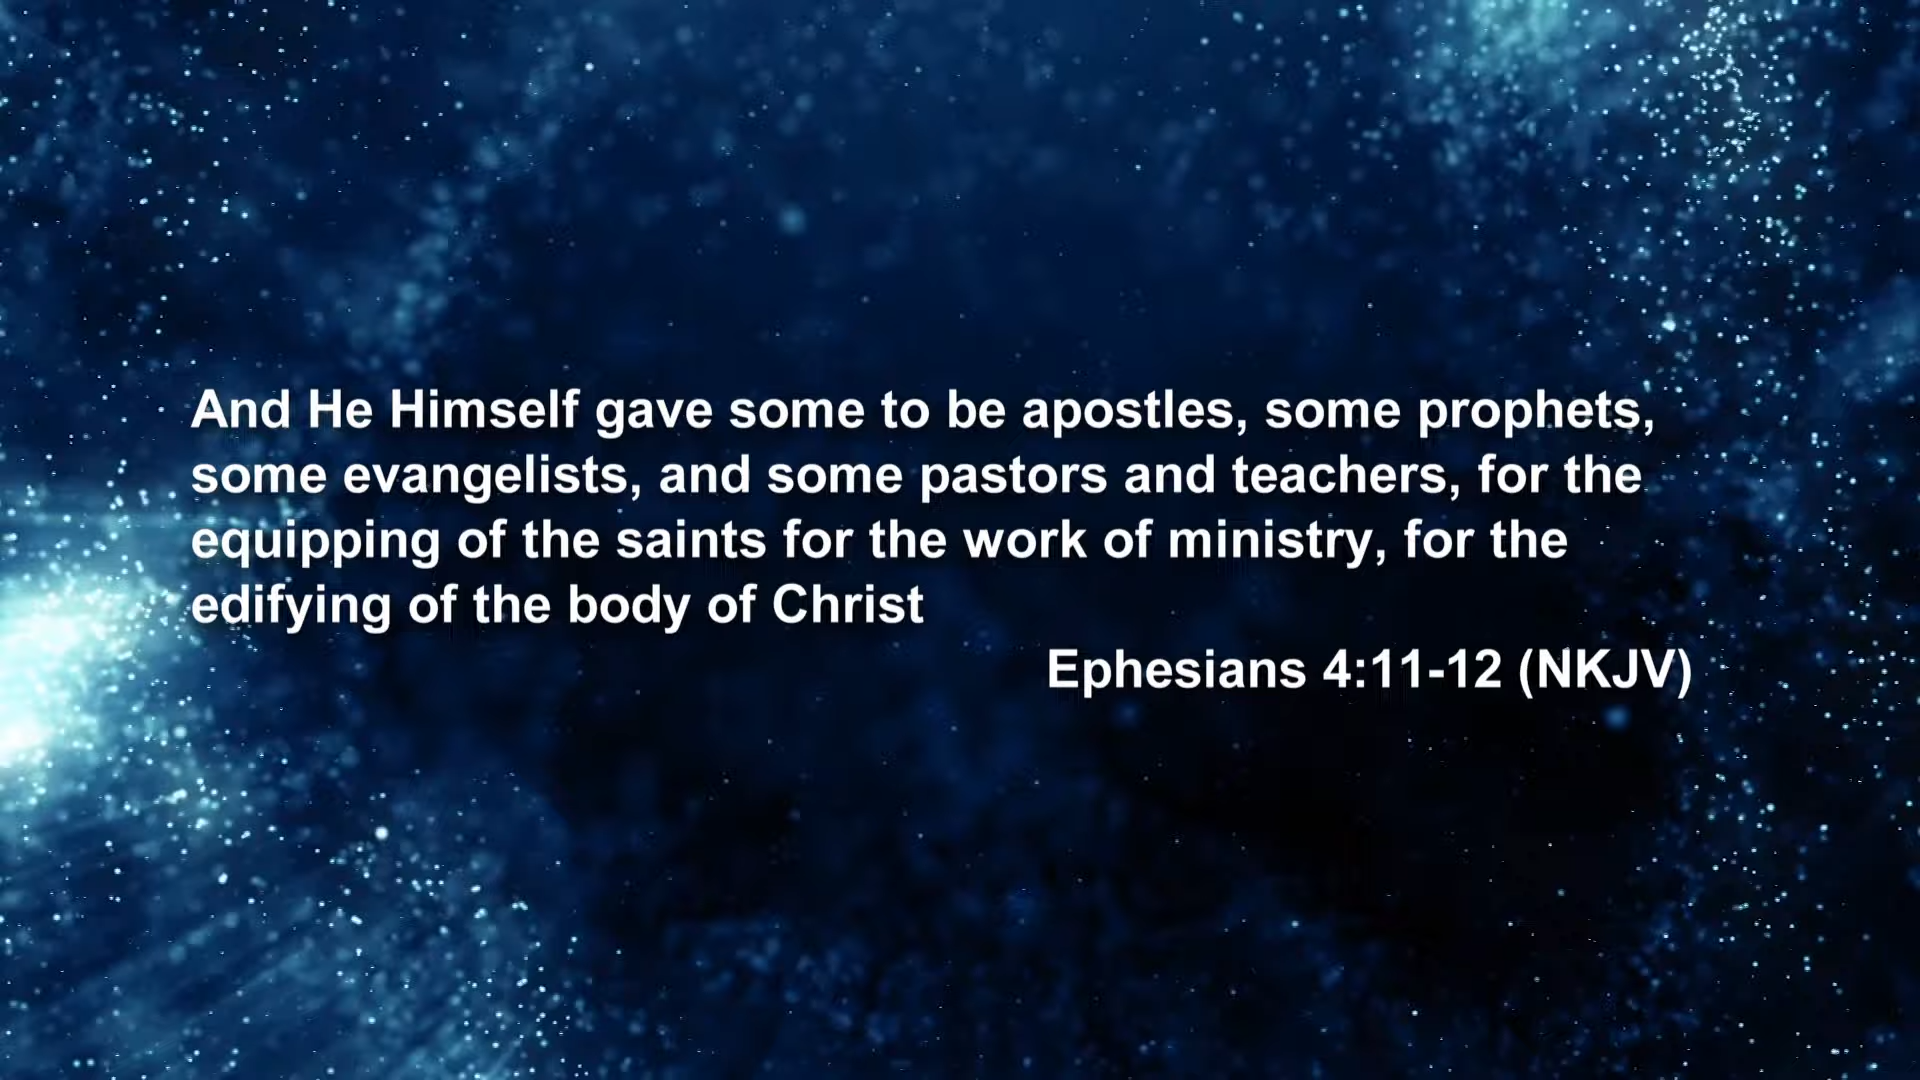 And He Himself gave some to be apostles, some prophets,
some evangelists, and some pastors and teachers, for the
equipping of the saints for the work of ministry, for the
edifying of the body of Christ
Ephesians 4:11-12 (NKJV)